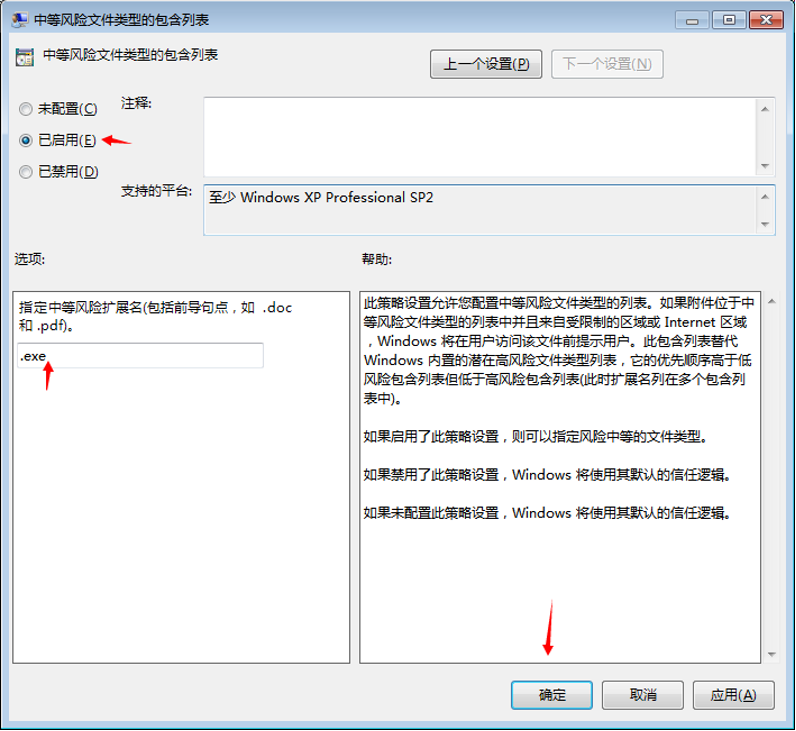 中等风险文件类型的包含列表
中等风险文件类型的包含列表
上一个设置(P)
下一个设置(N)
未配置(C)
注释:
已启用(E)
已禁用(D)
支持的平台:
至少 Windows XP Professional SP2
选项:
帮助:
指定中等风险扩展名(包括前导句点，如 .doc
和 .pdf)。
.exe
此策略设置允许您配置中等风险文件类型的列表。如果附件位于中
等风险文件类型的列表中并且来自受限制的区域或 Internet 区域
，Windows 将在用户访问该文件前提示用户。此包含列表替代
Windows 内置的潜在高风险文件类型列表，它的优先顺序高于低
风险包含列表但低于高风险包含列表(此时扩展名列在多个包含列
表中)。
如果启用了此策略设置，则可以指定风险中等的文件类型。
如果禁用了此策略设置，Windows 将使用其默认的信任逻辑。
如果未配置此策略设置，Windows 将使用其默认的信任逻辑。
确定
取消
应用(A)